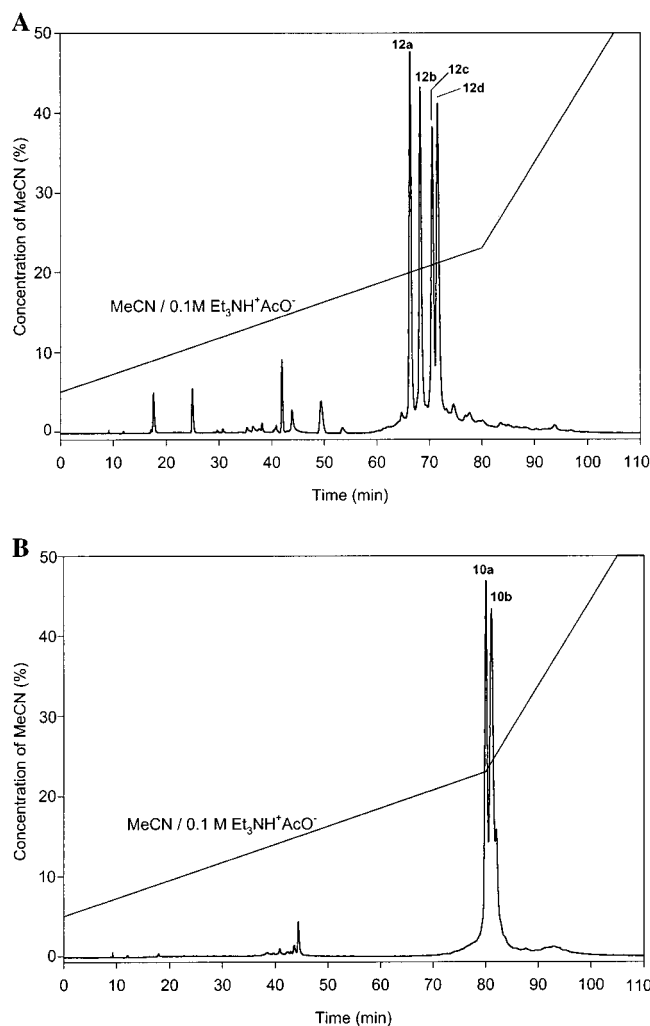 A
Concentration of MeCN (%)
50
40
30
20
10
0
12a
12b
12c
12d
MeCN / 0.1M Et₃NH⁺AcO⁻
0 10 20 30 40 50 60 70 80 90 100 110
Time (min)
B
Concentration of MeCN (%)
50
40
30
20
10
0
10a
10b
MeCN / 0.1 M Et₃NH⁺AcO⁻
0 10 20 30 40 50 60 70 80 90 100 110
Time (min)